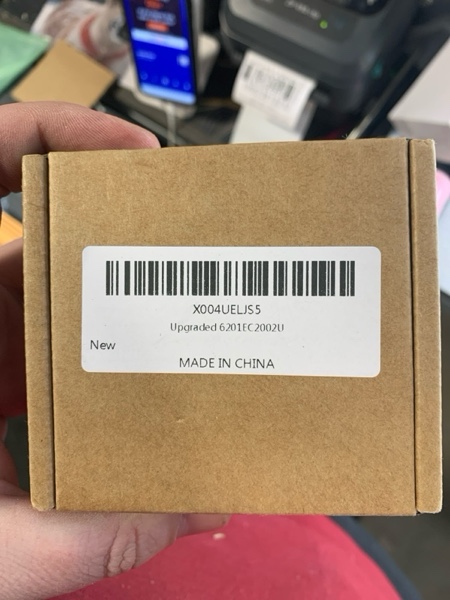 X004UELJS5
Upgraded 6201EC2002U
New
MADE IN CHINA